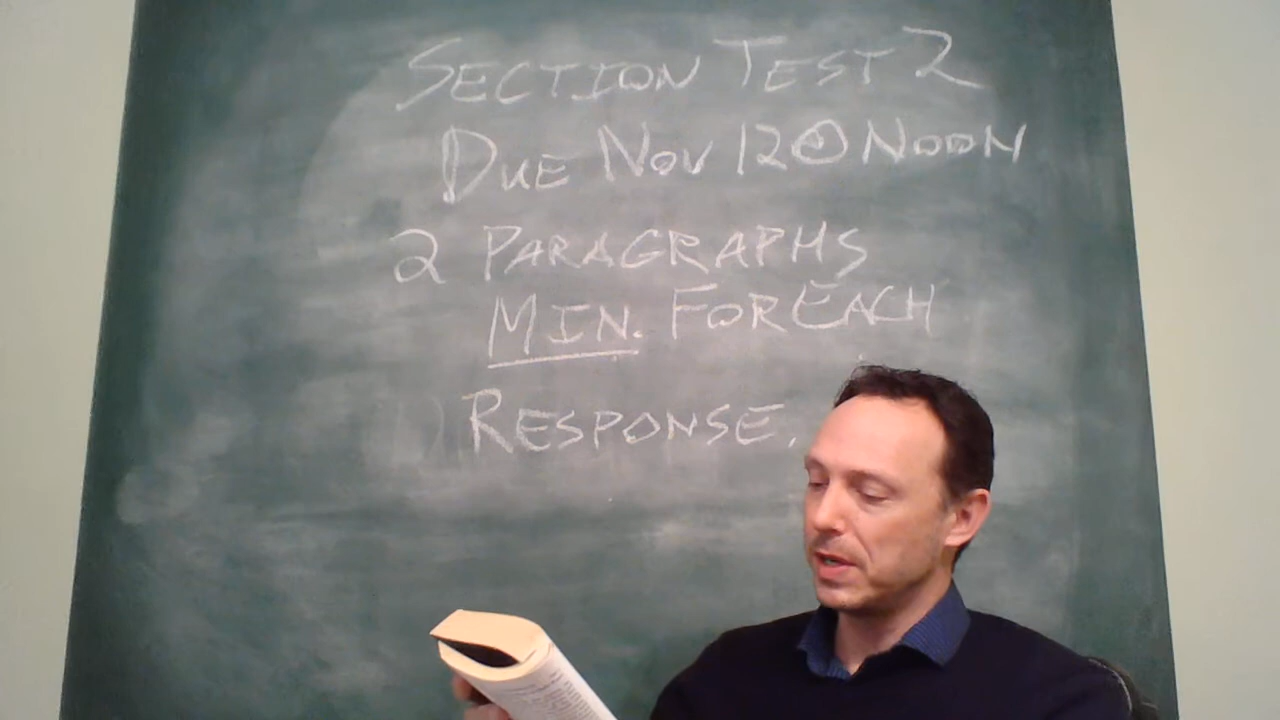 SECTION TEST 2
DUE NOV 12 @ NOON
2 PARAGRAPHS
MIN. FOR EACH
RESPONSE.